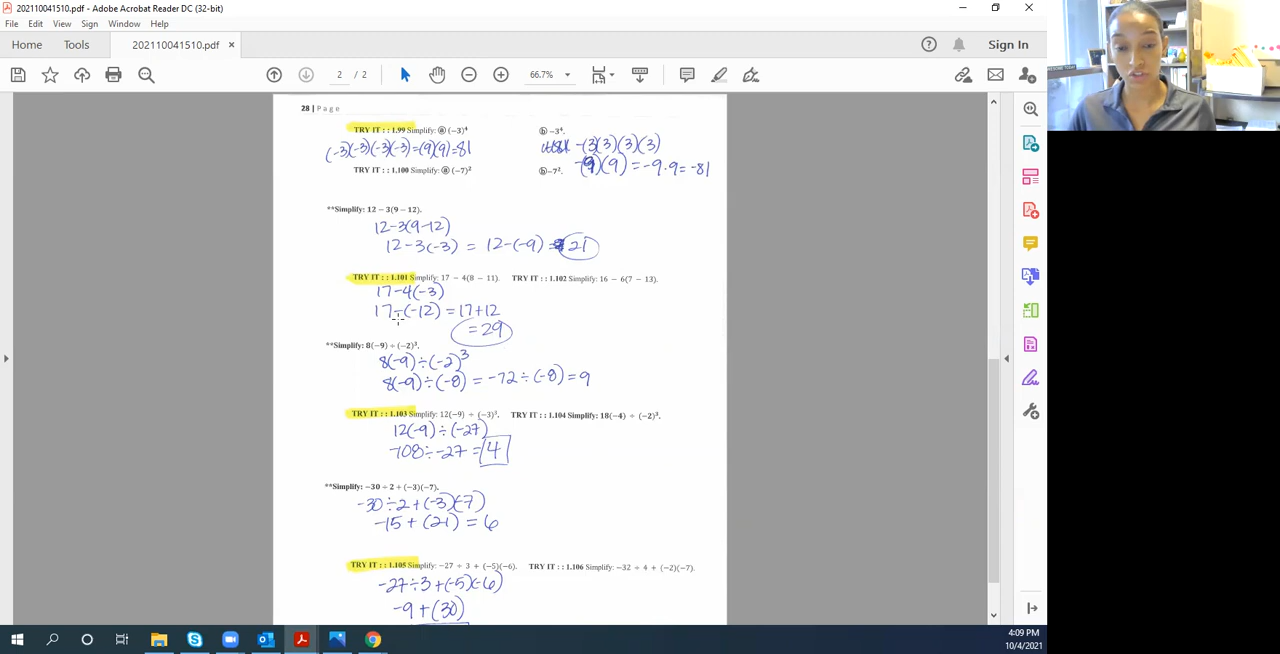 202110041510.pdf - Adobe Acrobat Reader DC (32-bit)
File Edit View Sign Window Help
Home Tools 202110041510.pdf × Sign In
2 / 2 66.7%
28 | Page
TRY IT : : 1.99 Simplify: ⓐ (−3)⁴ ⓑ −3⁴.
(-3)(-3)(-3)(-3)=(9)(9)=81 -(3)(3)(3)(3)
-(9)(9) = -9·9 = -81
TRY IT : : 1.100 Simplify: ⓐ (−7)² ⓑ −7².
**Simplify: 12 − 3(9 − 12).
12-3(9-12)
12-3(-3) = 12-(-9) = 21
TRY IT : : 1.101 Simplify: 17 − 4(8 − 11). TRY IT : : 1.102 Simplify: 16 − 6(7 − 13).
17-4(-3)
17-(-12) = 17+12
= 29
**Simplify: 8(−9) ÷ (−2)³.
8(-9)÷(-2)³
8(-9)÷(-8) = -72÷(-8) = 9
TRY IT : : 1.103 Simplify: 12(−9) ÷ (−3)³. TRY IT : : 1.104 Simplify: 18(−4) ÷ (−2)³.
12(-9)÷(-27)
-108÷-27 = 4
**Simplify: −30 ÷ 2 + (−3)(−7).
-30÷2+(-3)(-7)
-15+(21) = 6
TRY IT : : 1.105 Simplify: −27 ÷ 3 + (−5)(−6). TRY IT : : 1.106 Simplify: −32 ÷ 4 + (−2)(−7).
-27÷3+(-5)(-6)
-9+(30)
4:09 PM
10/4/2021